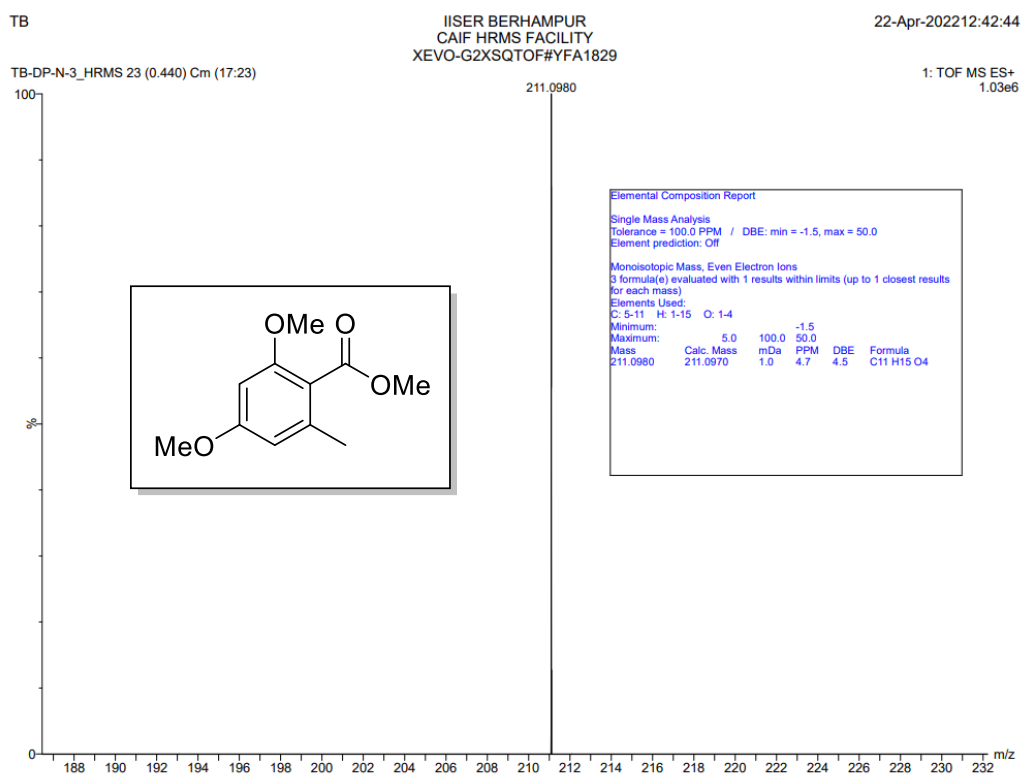 TB
IISER BERHAMPUR
22-Apr-202212:42:44
CAIF HRMS FACILITY
XEVO-G2XSQTOF#YFA1829
TB-DP-N-3_HRMS 23 (0.440) Cm (17:23)
1: TOF MS ES+
1.03e6
211.0980
100
%
0
OMe O
OMe
MeO
Elemental Composition Report
Single Mass Analysis
Tolerance = 100.0 PPM / DBE: min = -1.5, max = 50.0
Element prediction: Off
Monoisotopic Mass, Even Electron Ions
3 formula(e) evaluated with 1 results within limits (up to 1 closest results
for each mass)
Elements Used:
C: 5-11 H: 1-15 O: 1-4
Minimum: -1.5
Maximum: 5.0 100.0 50.0
Mass Calc. Mass mDa PPM DBE Formula
211.0980 211.0970 1.0 4.7 4.5 C11 H15 O4
188 190 192 194 196 198 200 202 204 206 208 210 212 214 216 218 220 222 224 226 228 230 232 m/z